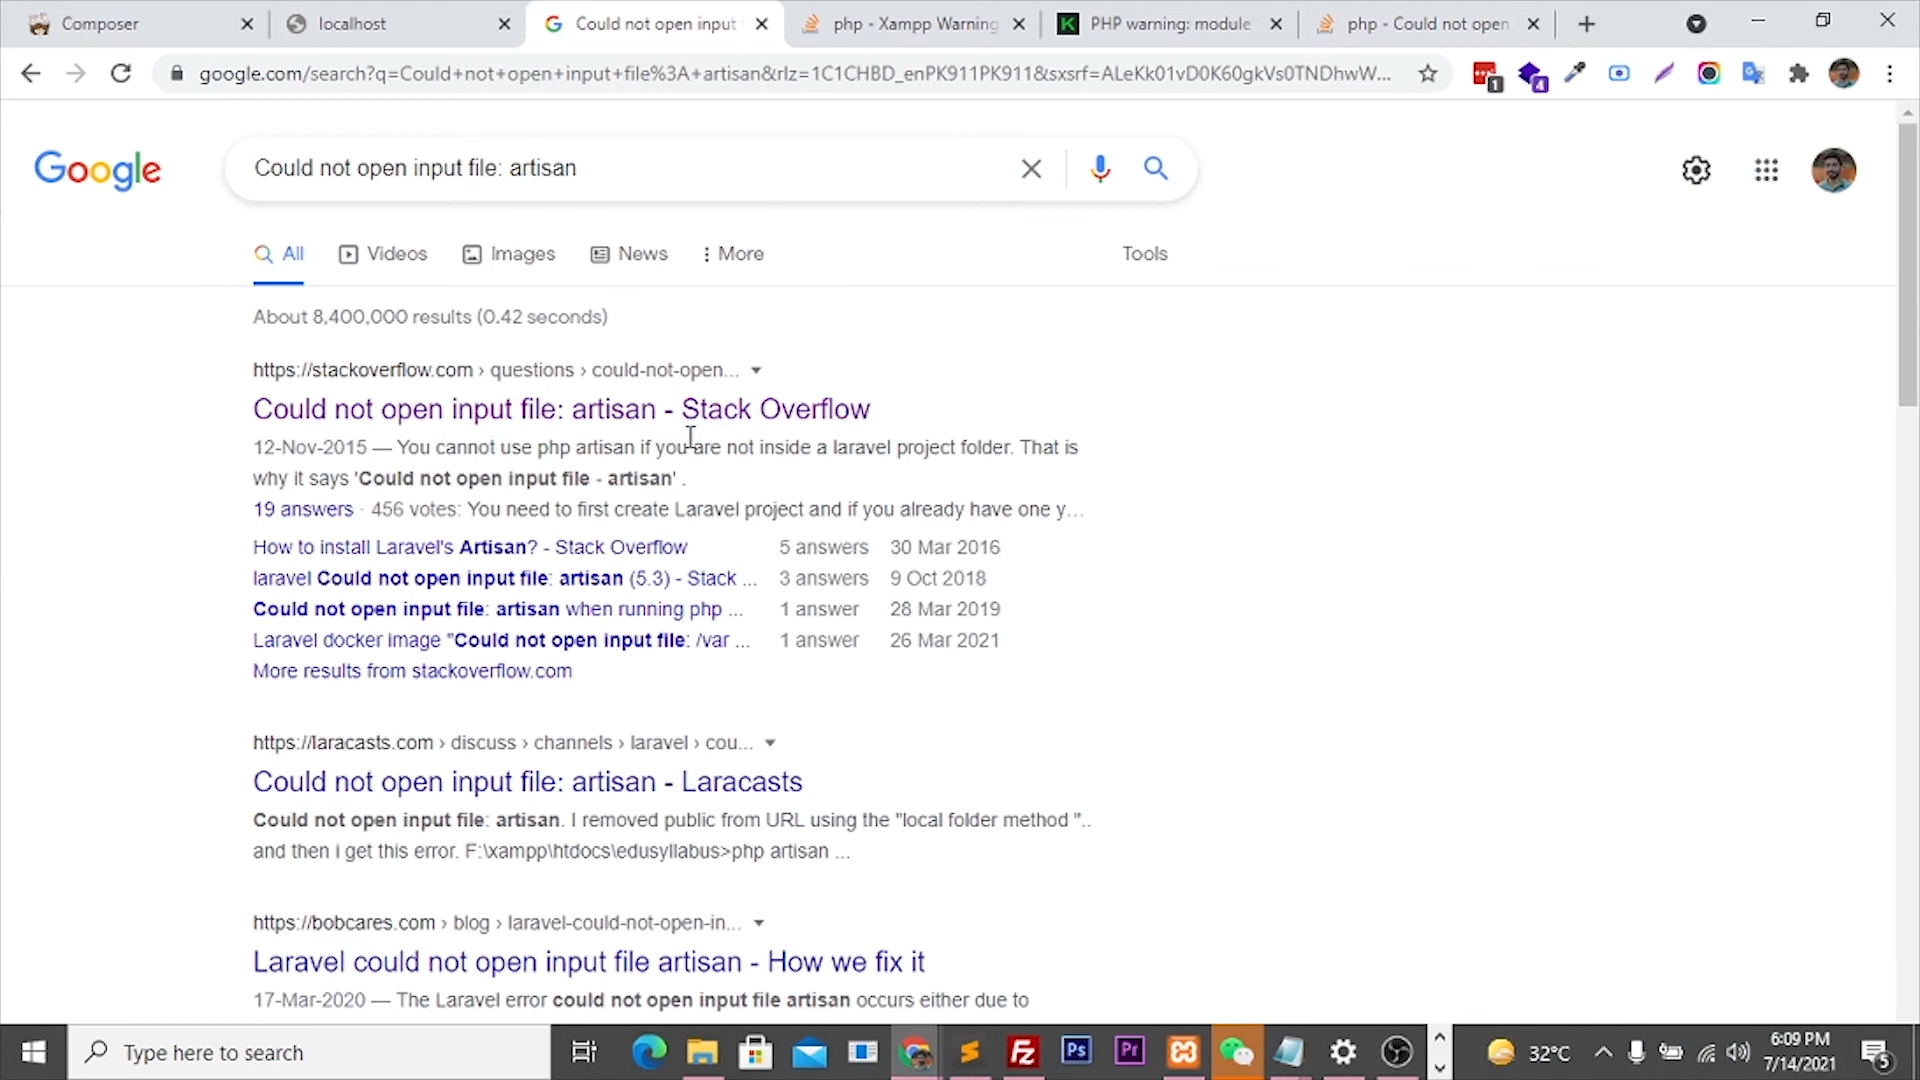 Composer
localhost
Could not open input
php - Xampp Warning
PHP warning: module
php - Could not open
google.com/search?q=Could+not+open+input+file%3A+artisan&rlz=1C1CHBD_enPK911PK911&sxsrf=ALeKk01vD0K60gkVs0TNDhwW...
1
4
Google
Could not open input file: artisan
All
Videos
Images
News
More
Tools
About 8,400,000 results (0.42 seconds)
https://stackoverflow.com › questions › could-not-open...
Could not open input file: artisan - Stack Overflow
12-Nov-2015 — You cannot use php artisan if you are not inside a laravel project folder. That is
why it says 'Could not open input file - artisan' .
19 answers · 456 votes: You need to first create Laravel project and if you already have one y...
How to install Laravel's Artisan? - Stack Overflow 5 answers 30 Mar 2016
laravel Could not open input file: artisan (5.3) - Stack ... 3 answers 9 Oct 2018
Could not open input file: artisan when running php ... 1 answer 28 Mar 2019
Laravel docker image "Could not open input file: /var ... 1 answer 26 Mar 2021
More results from stackoverflow.com
https://laracasts.com › discuss › channels › laravel › cou...
Could not open input file: artisan - Laracasts
Could not open input file: artisan. I removed public from URL using the "local folder method "..
and then i get this error. F:\xampp\htdocs\edusyllabus>php artisan ...
https://bobcares.com › blog › laravel-could-not-open-in...
Laravel could not open input file artisan - How we fix it
17-Mar-2020 — The Laravel error could not open input file artisan occurs either due to
Type here to search
Fz
Ps
Pr
32°C
6:09 PM
7/14/2021
5